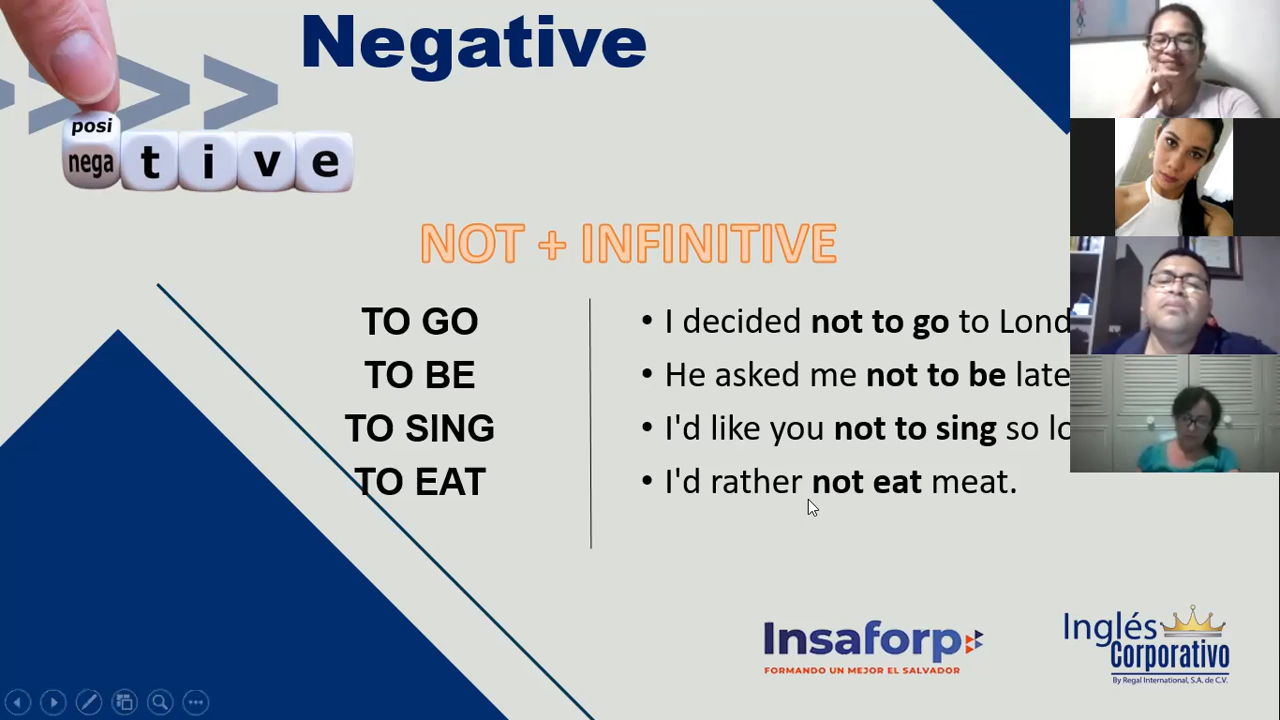 Negative
posi
nega t i v e
NOT + INFINITIVE
TO GO
TO BE
TO SING
TO EAT
• I decided not to go to Lond
• He asked me not to be late
• I'd like you not to sing so lo
• I'd rather not eat meat.
Insaforp
FORMANDO UN MEJOR EL SALVADOR
Inglés
Corporativo
By Regal International, S.A. de C.V.